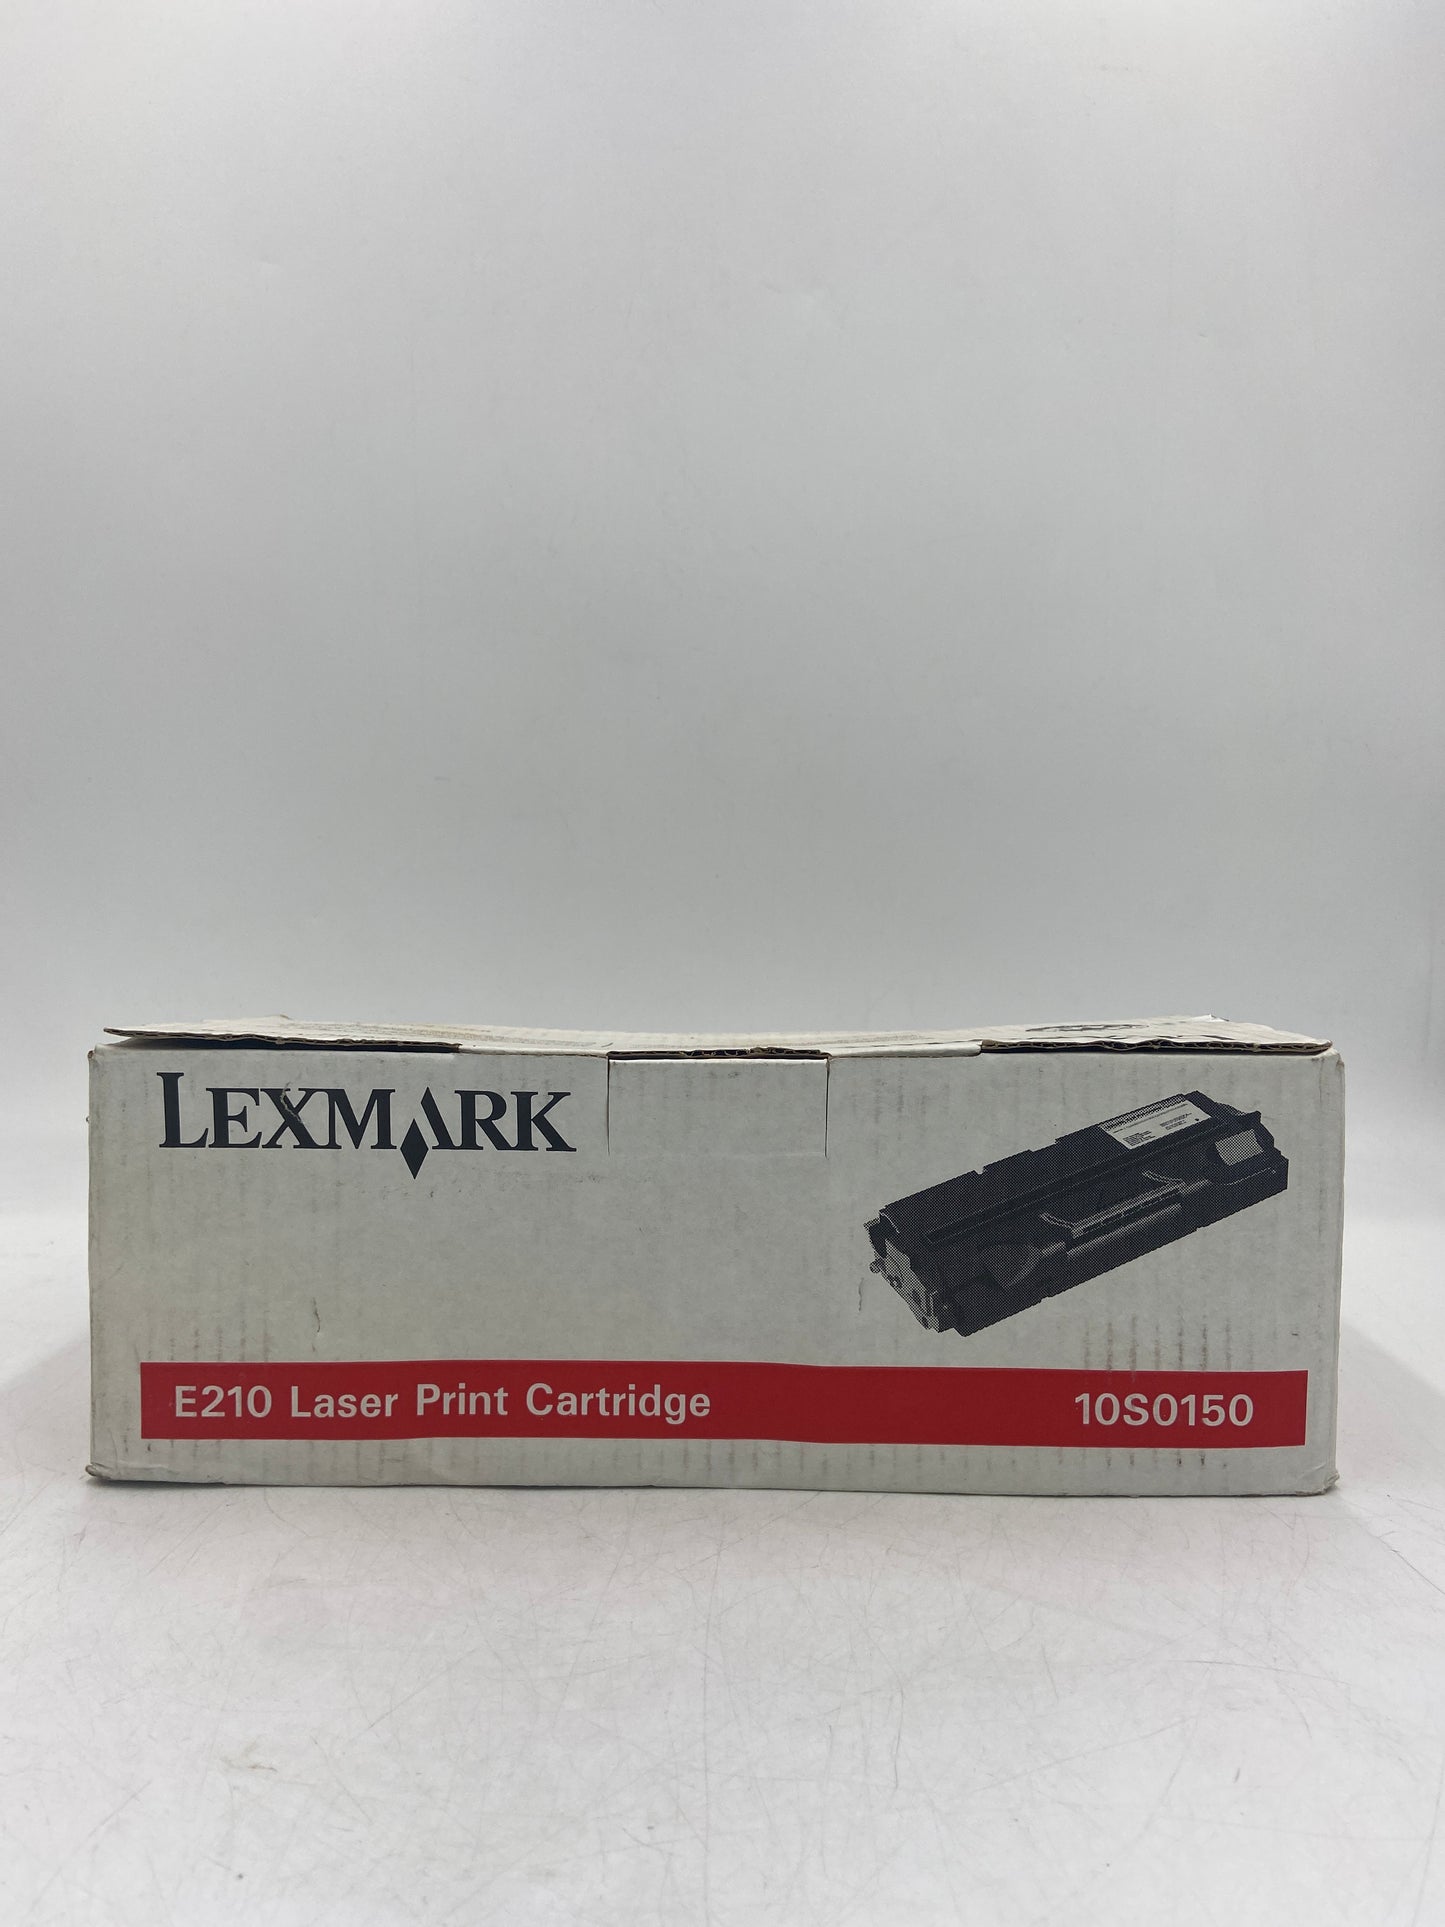 LEXMARK
E210 Laser Print Cartridge
10S0150